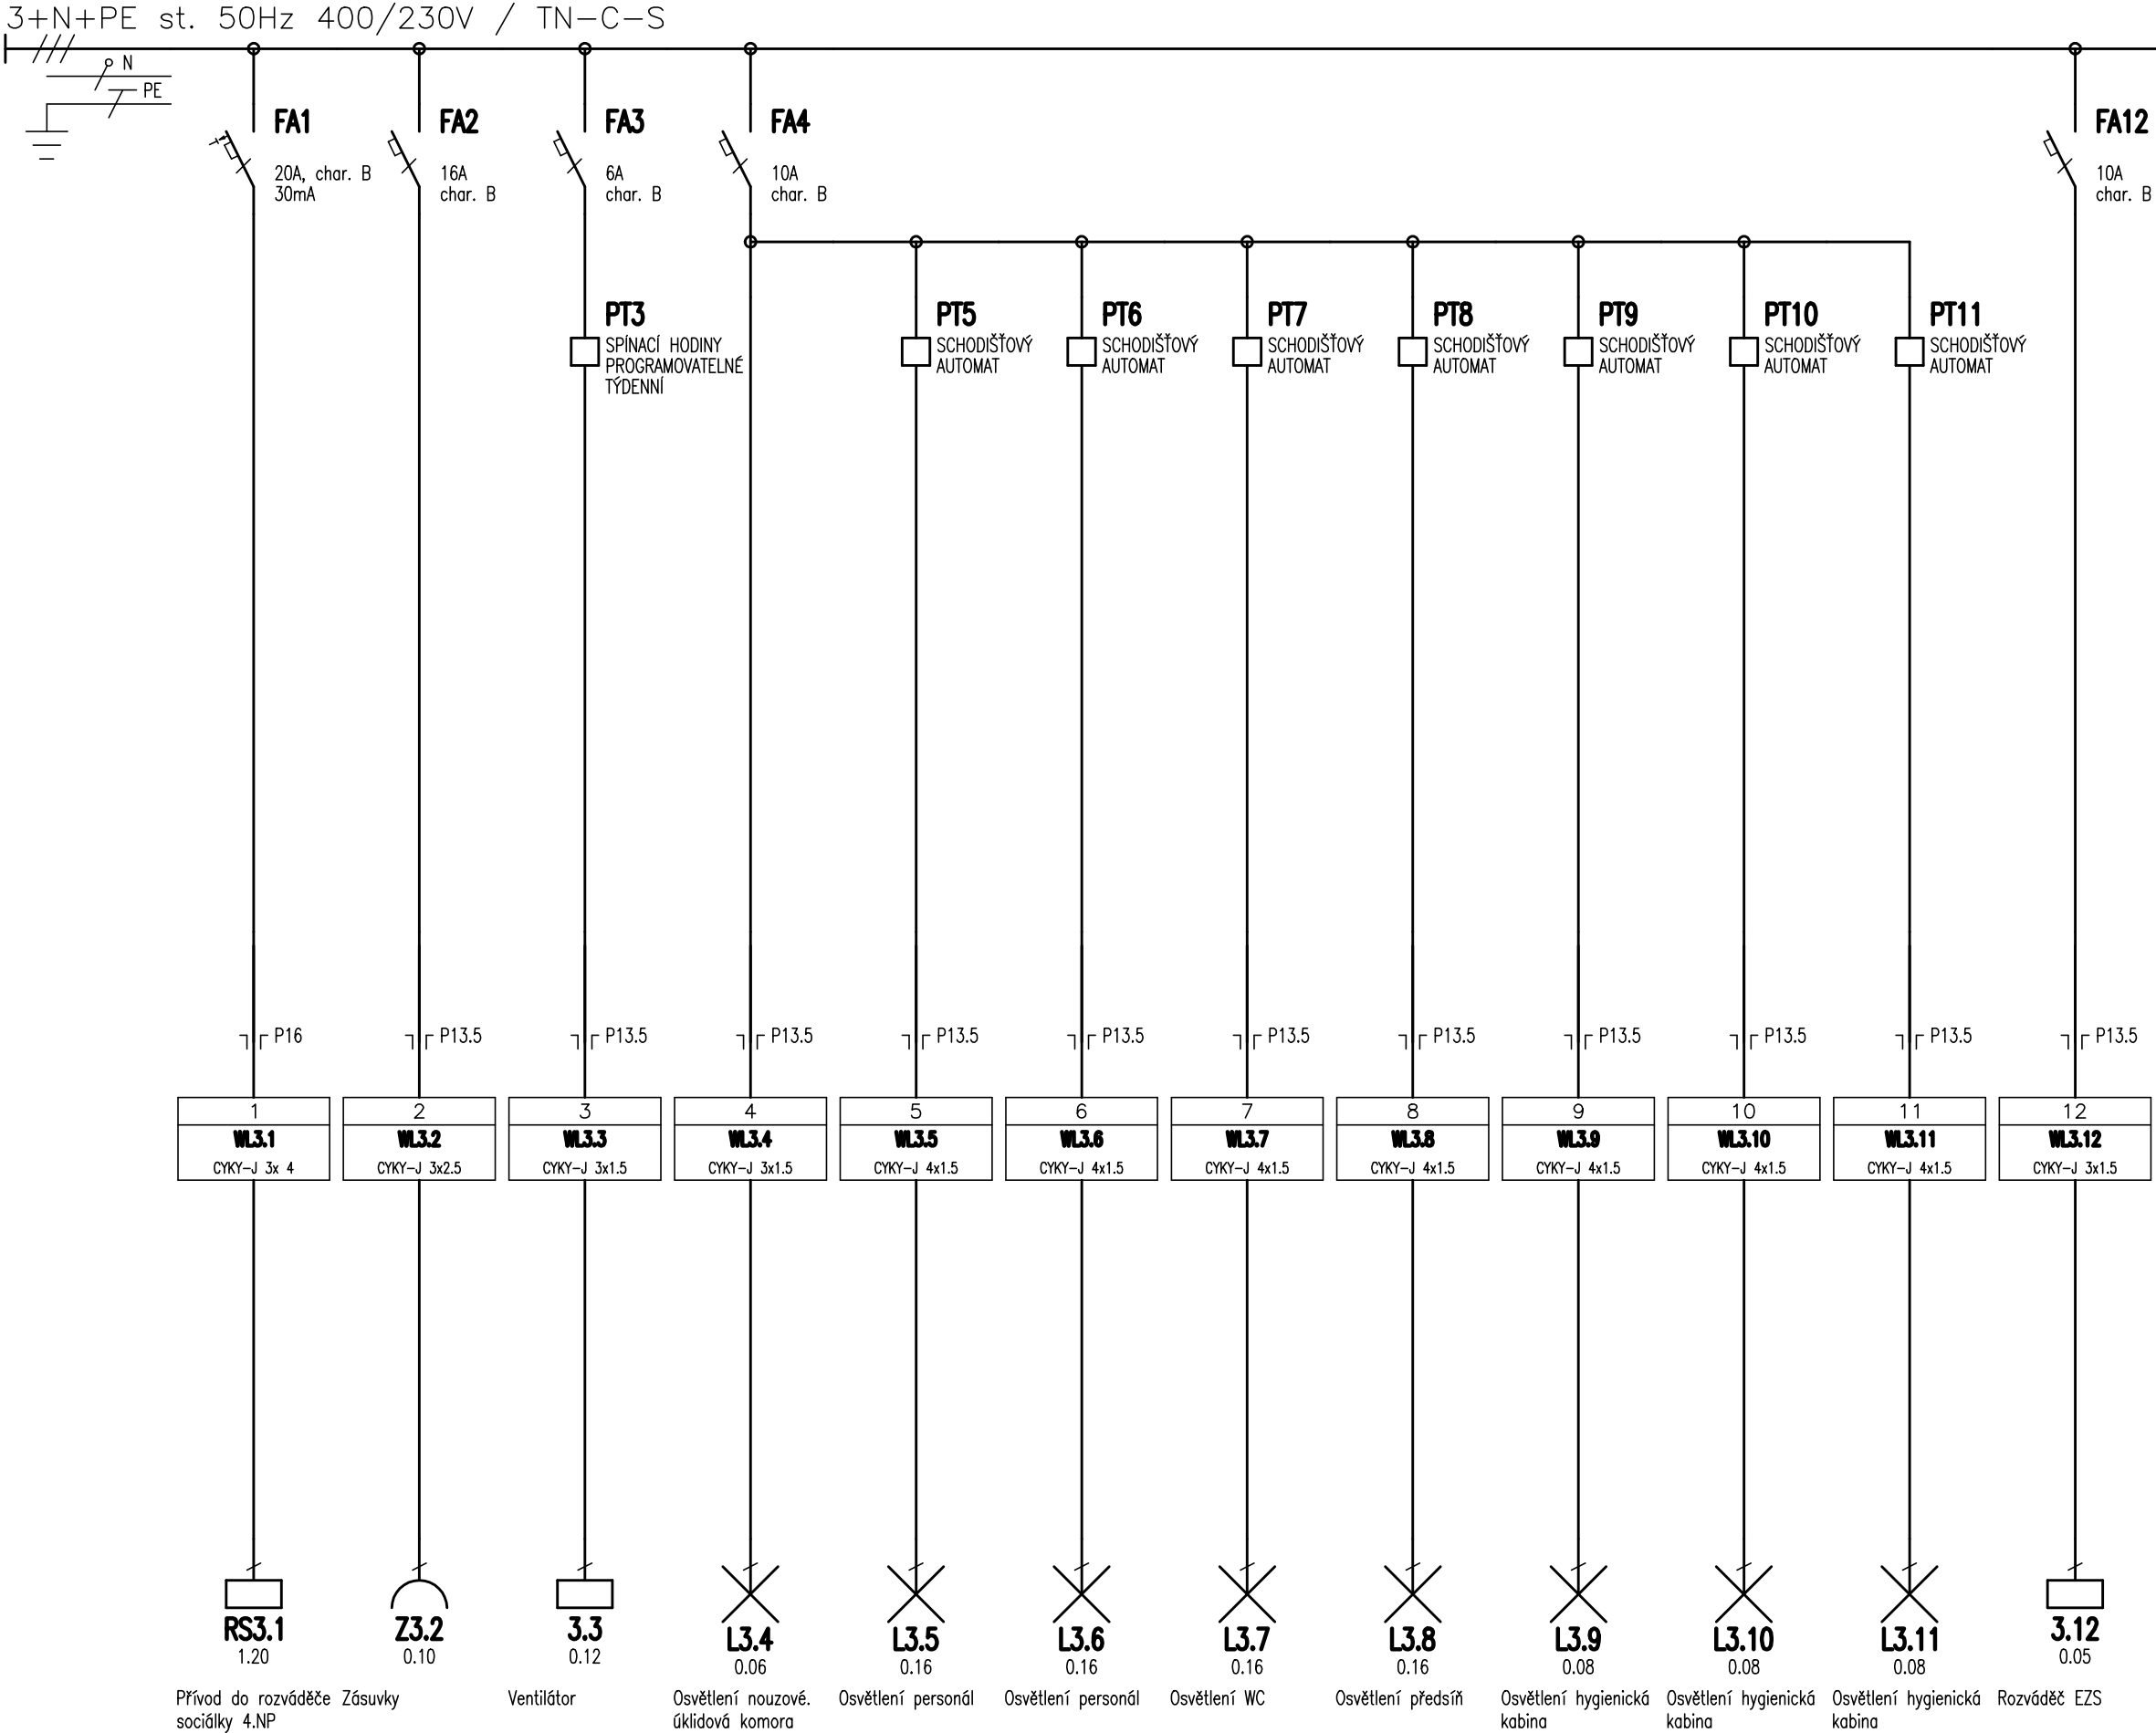 3+N+PE st. 50Hz 400/230V / TN-C-S
N
PE
FA1
20A, char. B
30mA
FA2
16A
char. B
FA3
6A
char. B
FA4
10A
char. B
FA12
10A
char. B
PT3
SPÍNACÍ HODINY
PROGRAMOVATELNÉ
TÝDENNÍ
PT5
SCHODIŠŤOVÝ
AUTOMAT
PT6
SCHODIŠŤOVÝ
AUTOMAT
PT7
SCHODIŠŤOVÝ
AUTOMAT
PT8
SCHODIŠŤOVÝ
AUTOMAT
PT9
SCHODIŠŤOVÝ
AUTOMAT
PT10
SCHODIŠŤOVÝ
AUTOMAT
PT11
SCHODIŠŤOVÝ
AUTOMAT
P16
P13.5
P13.5
P13.5
P13.5
P13.5
P13.5
P13.5
P13.5
P13.5
P13.5
P13.5
1
WL3.1
CYKY-J 3x 4
2
WL3.2
CYKY-J 3x2.5
3
WL3.3
CYKY-J 3x1.5
4
WL3.4
CYKY-J 3x1.5
5
WL3.5
CYKY-J 4x1.5
6
WL3.6
CYKY-J 4x1.5
7
WL3.7
CYKY-J 4x1.5
8
WL3.8
CYKY-J 4x1.5
9
WL3.9
CYKY-J 4x1.5
10
WL3.10
CYKY-J 4x1.5
11
WL3.11
CYKY-J 4x1.5
12
WL3.12
CYKY-J 3x1.5
RS3.1
1.20
Přívod do rozváděče
sociálky 4.NP
Z3.2
0.10
Zásuvky
3.3
0.12
Ventilátor
L3.4
0.06
Osvětlení nouzové.
úklidová komora
L3.5
0.16
Osvětlení personál
L3.6
0.16
Osvětlení personál
L3.7
0.16
Osvětlení WC
L3.8
0.16
Osvětlení předsíň
L3.9
0.08
Osvětlení hygienická
kabina
L3.10
0.08
Osvětlení hygienická
kabina
L3.11
0.08
Osvětlení hygienická
kabina
3.12
0.05
Rozváděč EZS